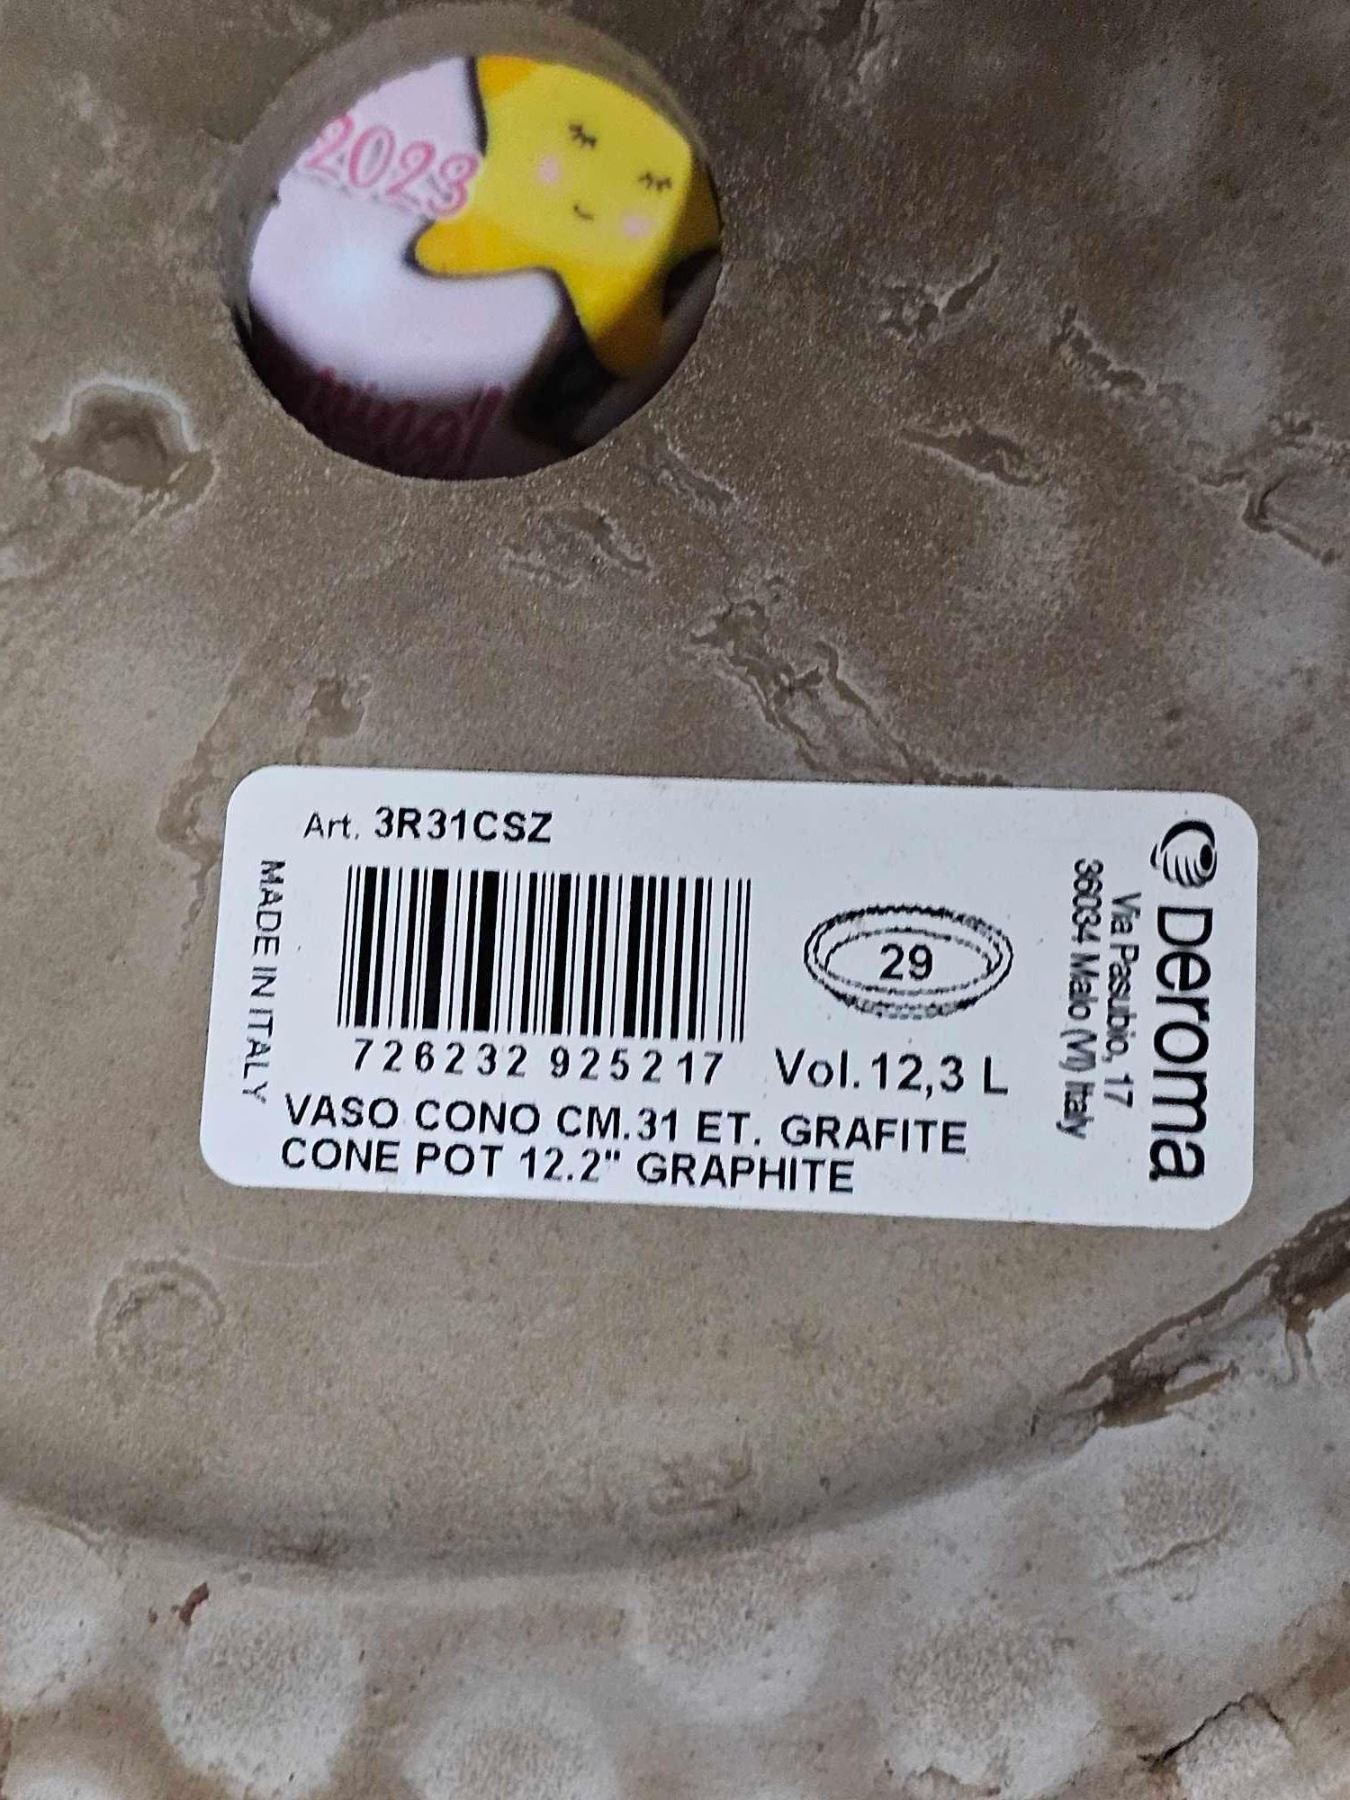 2023
Art. 3R31CSZ
MADE IN ITALY
726232 925217
29
Vol. 12,3 L
VASO CONO CM.31 ET. GRAFITE
CONE POT 12.2" GRAPHITE
Deroma
Via Pasubio, 17
36034 Malo (VI) Italy